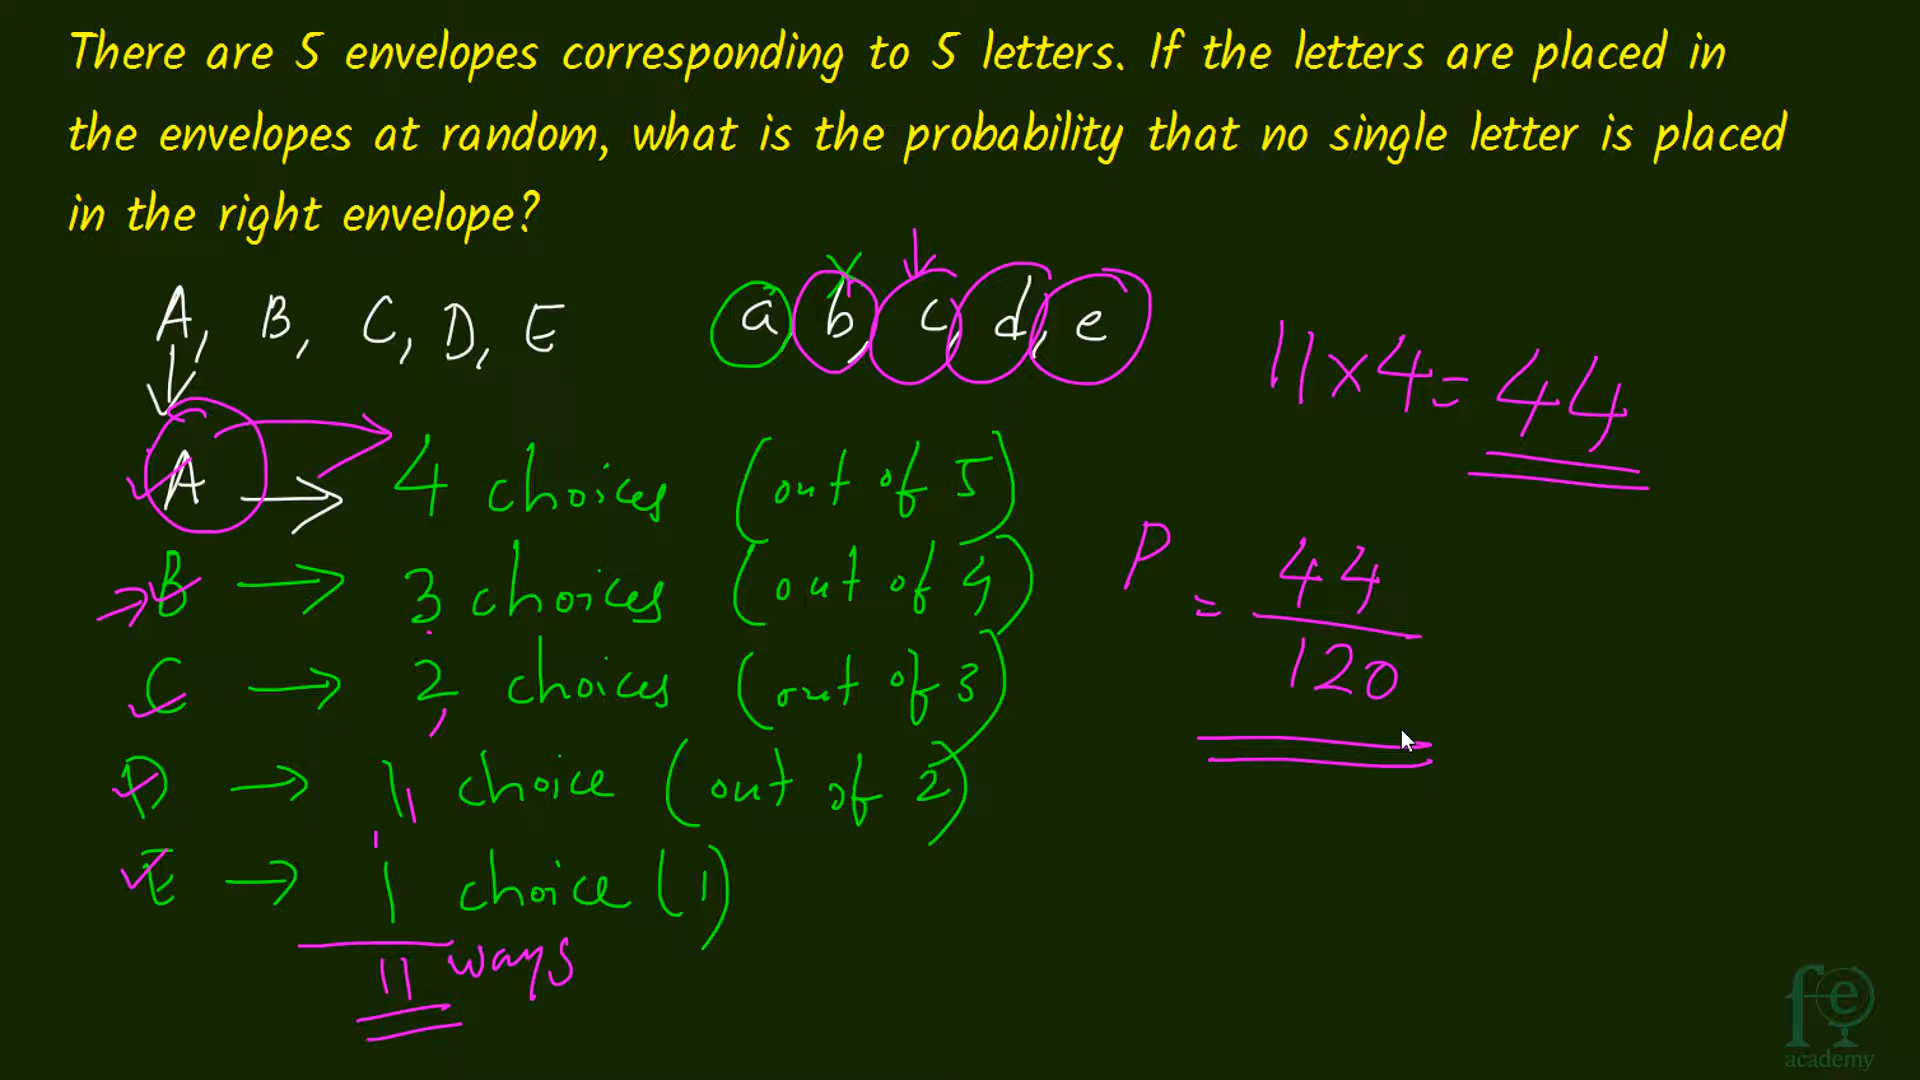 There are 5 envelopes corresponding to 5 letters. If the letters are placed in
the envelopes at random, what is the probability that no single letter is placed
in the right envelope?
A, B, C, D, E
a b, c, d, e
11 x 4 = 44
A → 4 choices (out of 5)
B → 3 choices (out of 4)
P = 44/120
C → 2 choices (out of 3)
D → 1 choice (out of 2)
E → 1 choice (1)
11 ways
fe
academy